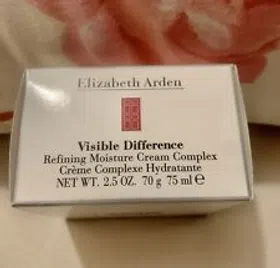 Elizabeth Arden
Visible Difference
Refining Moisture Cream Complex
Crème Complexe Hydratante
NET WT. 2.5 OZ. 70 g 75 ml ℮